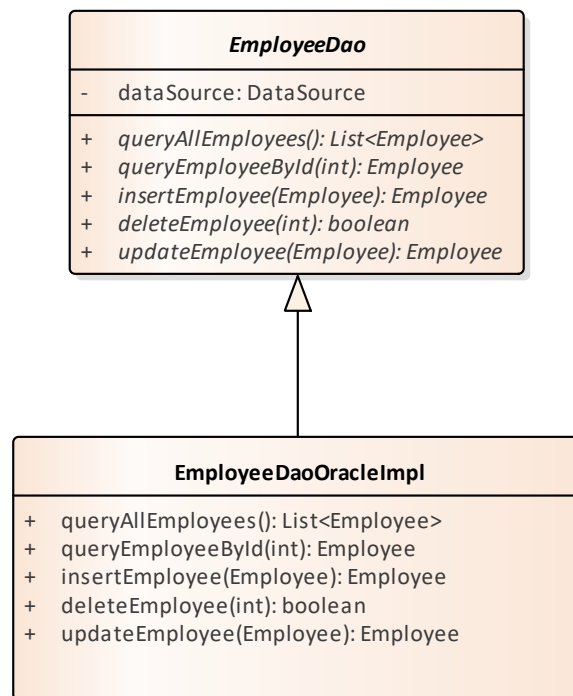 EmployeeDao
- dataSource: DataSource
+ queryAllEmployees(): List<Employee>
+ queryEmployeeById(int): Employee
+ insertEmployee(Employee): Employee
+ deleteEmployee(int): boolean
+ updateEmployee(Employee): Employee
EmployeeDaoOracleImpl
+ queryAllEmployees(): List<Employee>
+ queryEmployeeById(int): Employee
+ insertEmployee(Employee): Employee
+ deleteEmployee(int): boolean
+ updateEmployee(Employee): Employee